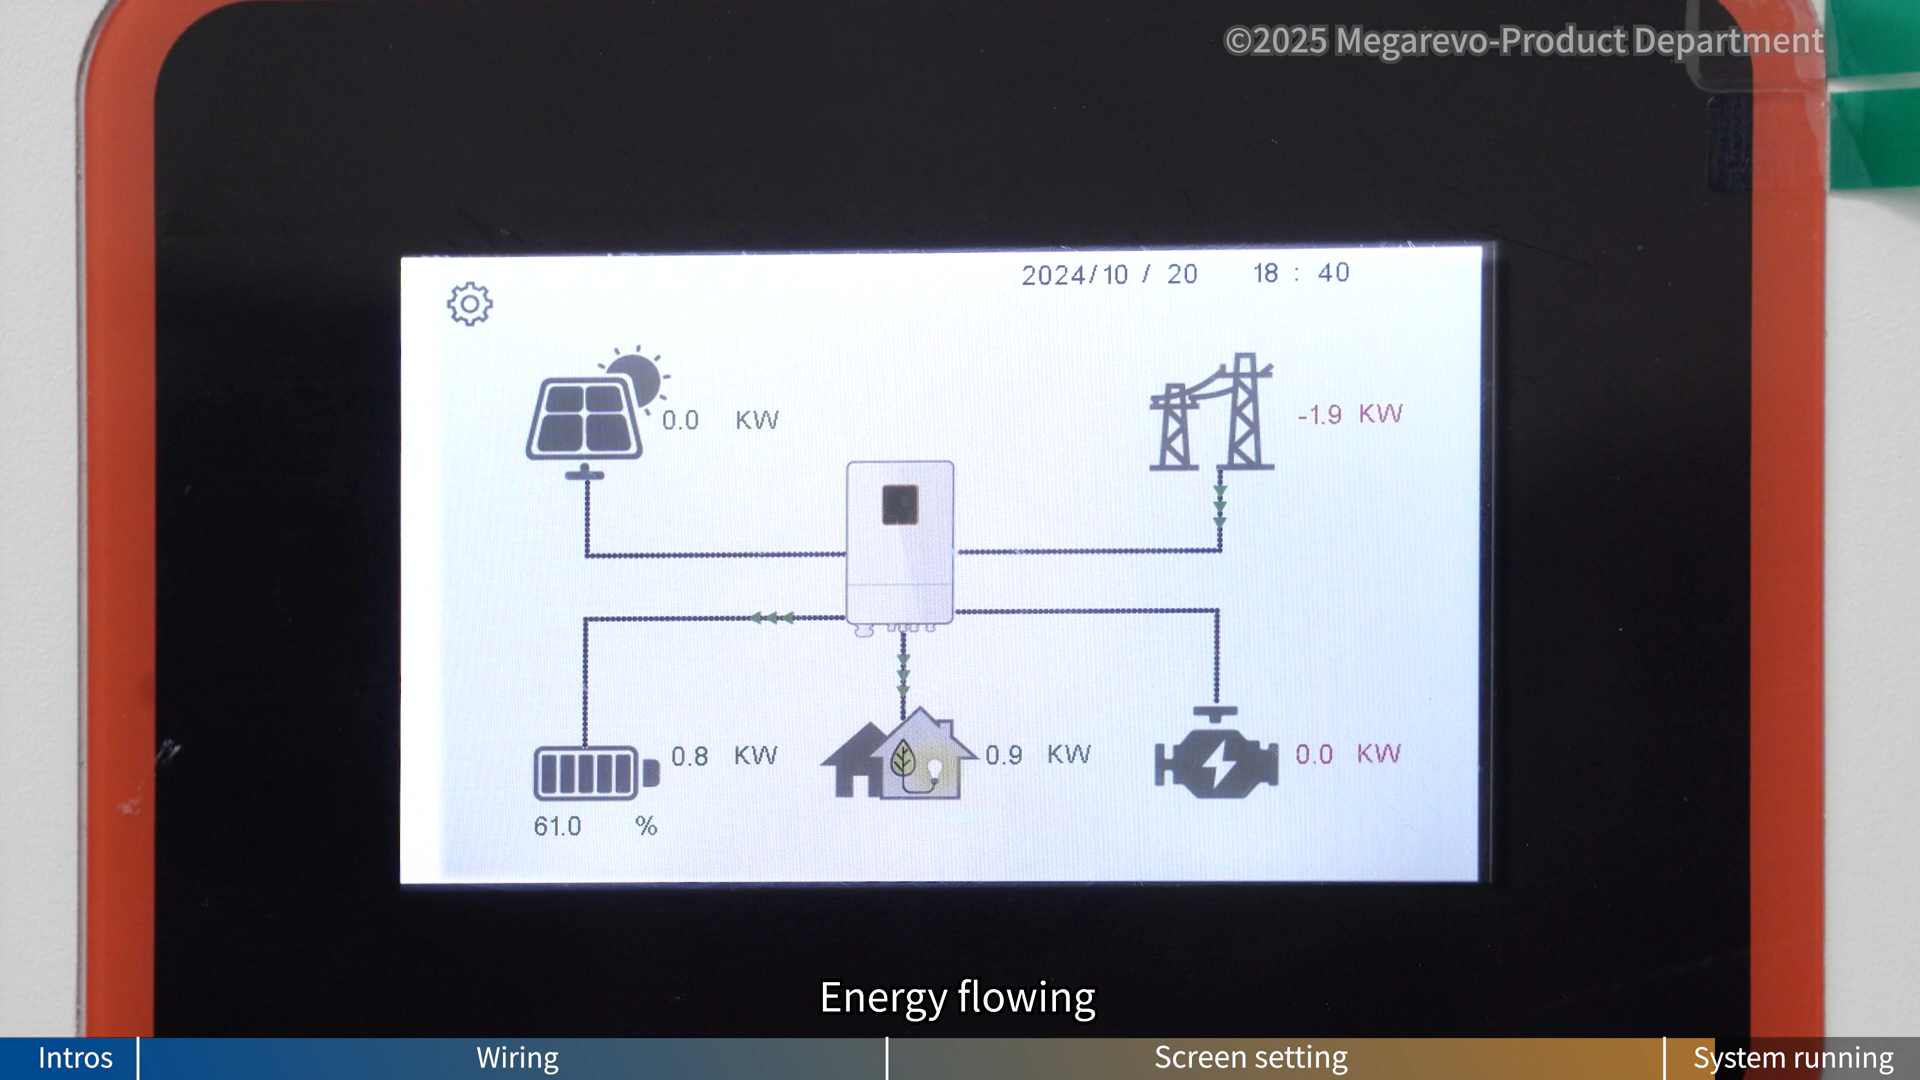 ©2025 Megarevo-Product Department
2024/10 / 20 18 : 40
0.0 KW
-1.9 KW
0.8 KW
0.9 KW
0.0 KW
61.0 %
Energy flowing
Intros
Wiring
Screen setting
System running